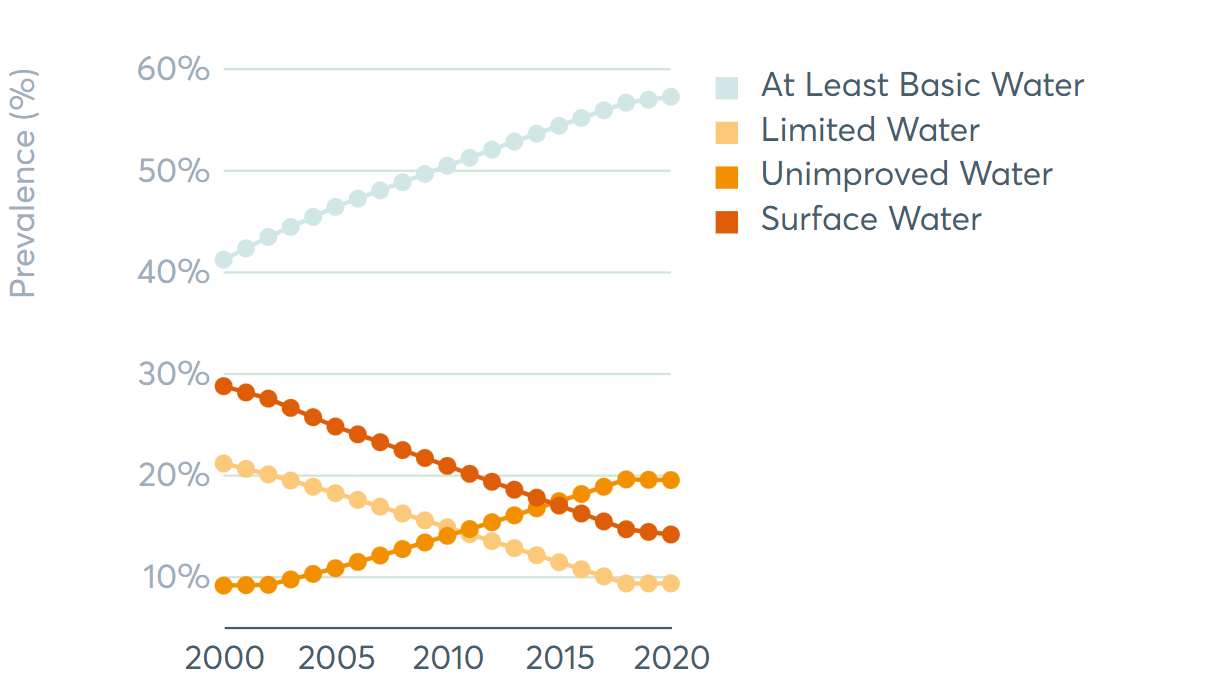 Prevalence (%)
60%
50%
40%
30%
20%
10%
2000 2005 2010 2015 2020
At Least Basic Water
Limited Water
Unimproved Water
Surface Water